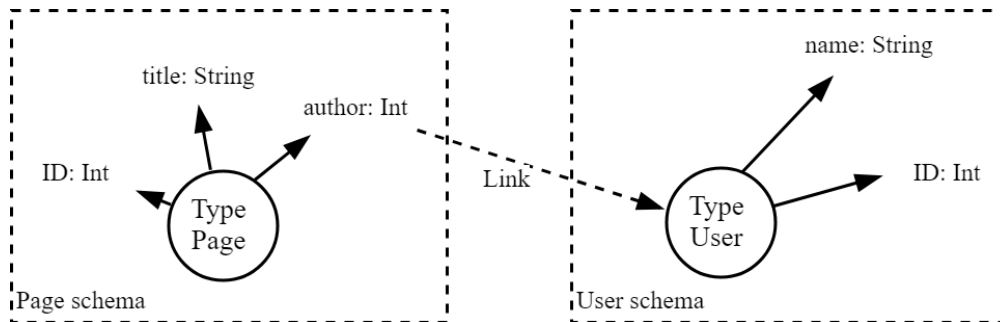 name: String
title: String
author: Int
ID: Int
Link
ID: Int
Type
Page
Type
User
Page schema
User schema